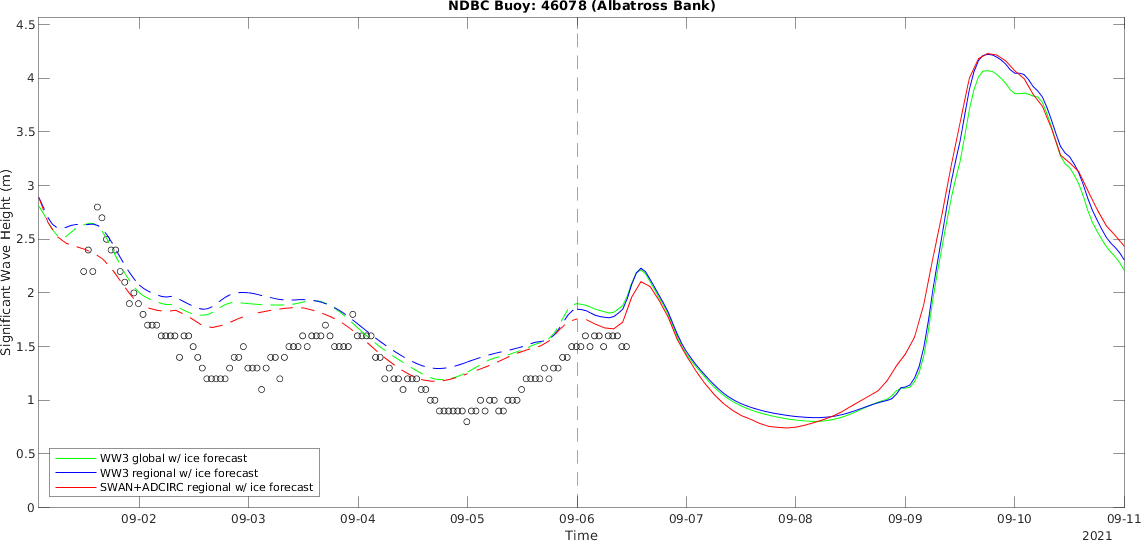 NDBC Buoy: 46078 (Albatross Bank)
4.5
4
3.5
3
2.5
2
1.5
1
0.5
0
Significant Wave Height (m)
WW3 global w/ ice forecast
WW3 regional w/ ice forecast
SWAN+ADCIRC regional w/ ice forecast
09-02 09-03 09-04 09-05 09-06 09-07 09-08 09-09 09-10 09-11
Time
2021